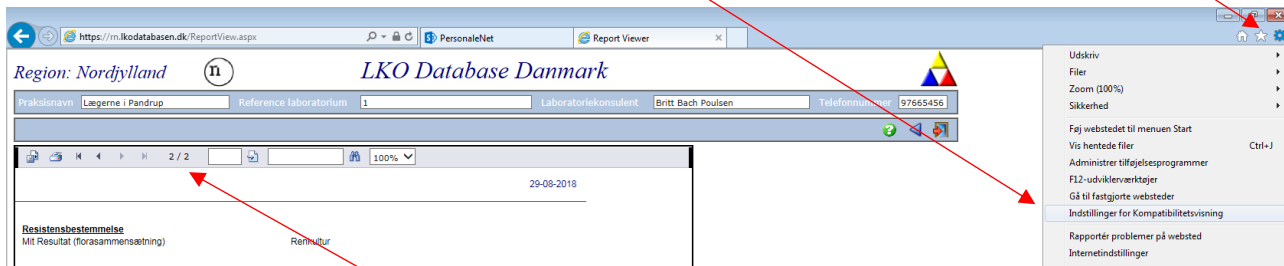 https://rn.lkodatabasen.dk/ReportView.aspx
PersonaleNet
Report Viewer
Region: Nordjylland
n
LKO Database Danmark
Praksisnavn Lægerne i Pandrup Reference laboratorium 1 Laboratoriekonsulent Britt Bach Poulsen Telefonnummer 97665456
2 / 2
100%
29-08-2018
Resistensbestemmelse
Mit Resultat (florasammensætning) Renkultur
Udskriv
Filer
Zoom (100%)
Sikkerhed
Føj webstedet til menuen Start
Vis hentede filer Ctrl+J
Administrer tilføjelsesprogrammer
F12-udviklerværktøjer
Gå til fastgjorte websteder
Indstillinger for Kompatibilitetsvisning
Rapportér problemer på websted
Internetindstillinger